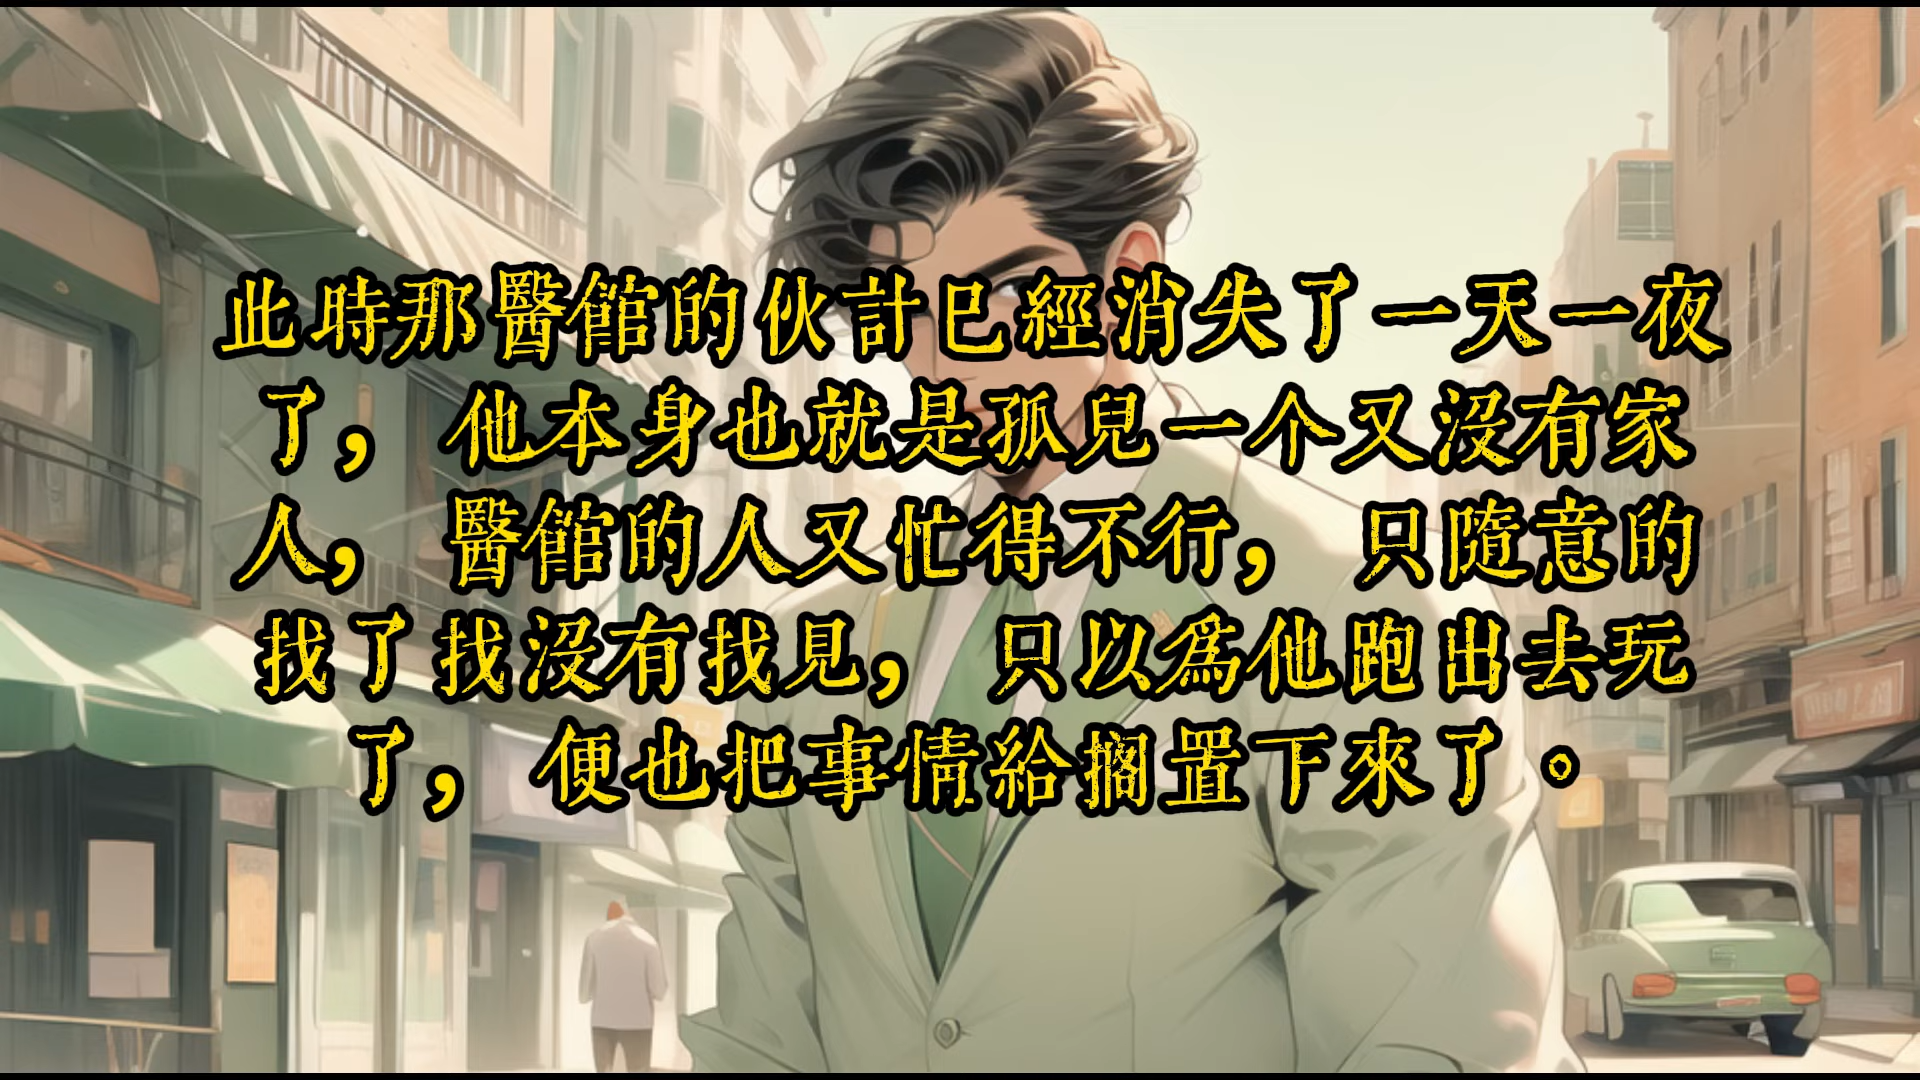 此時那醫館的伙計已經消失了一天一夜
了，他本身也就是孤兒一个又沒有家
人，醫館的人又忙得不行，只隨意的
找了找沒有找見，只以為他跑出去玩
了，便也把事情給擱置下來了。